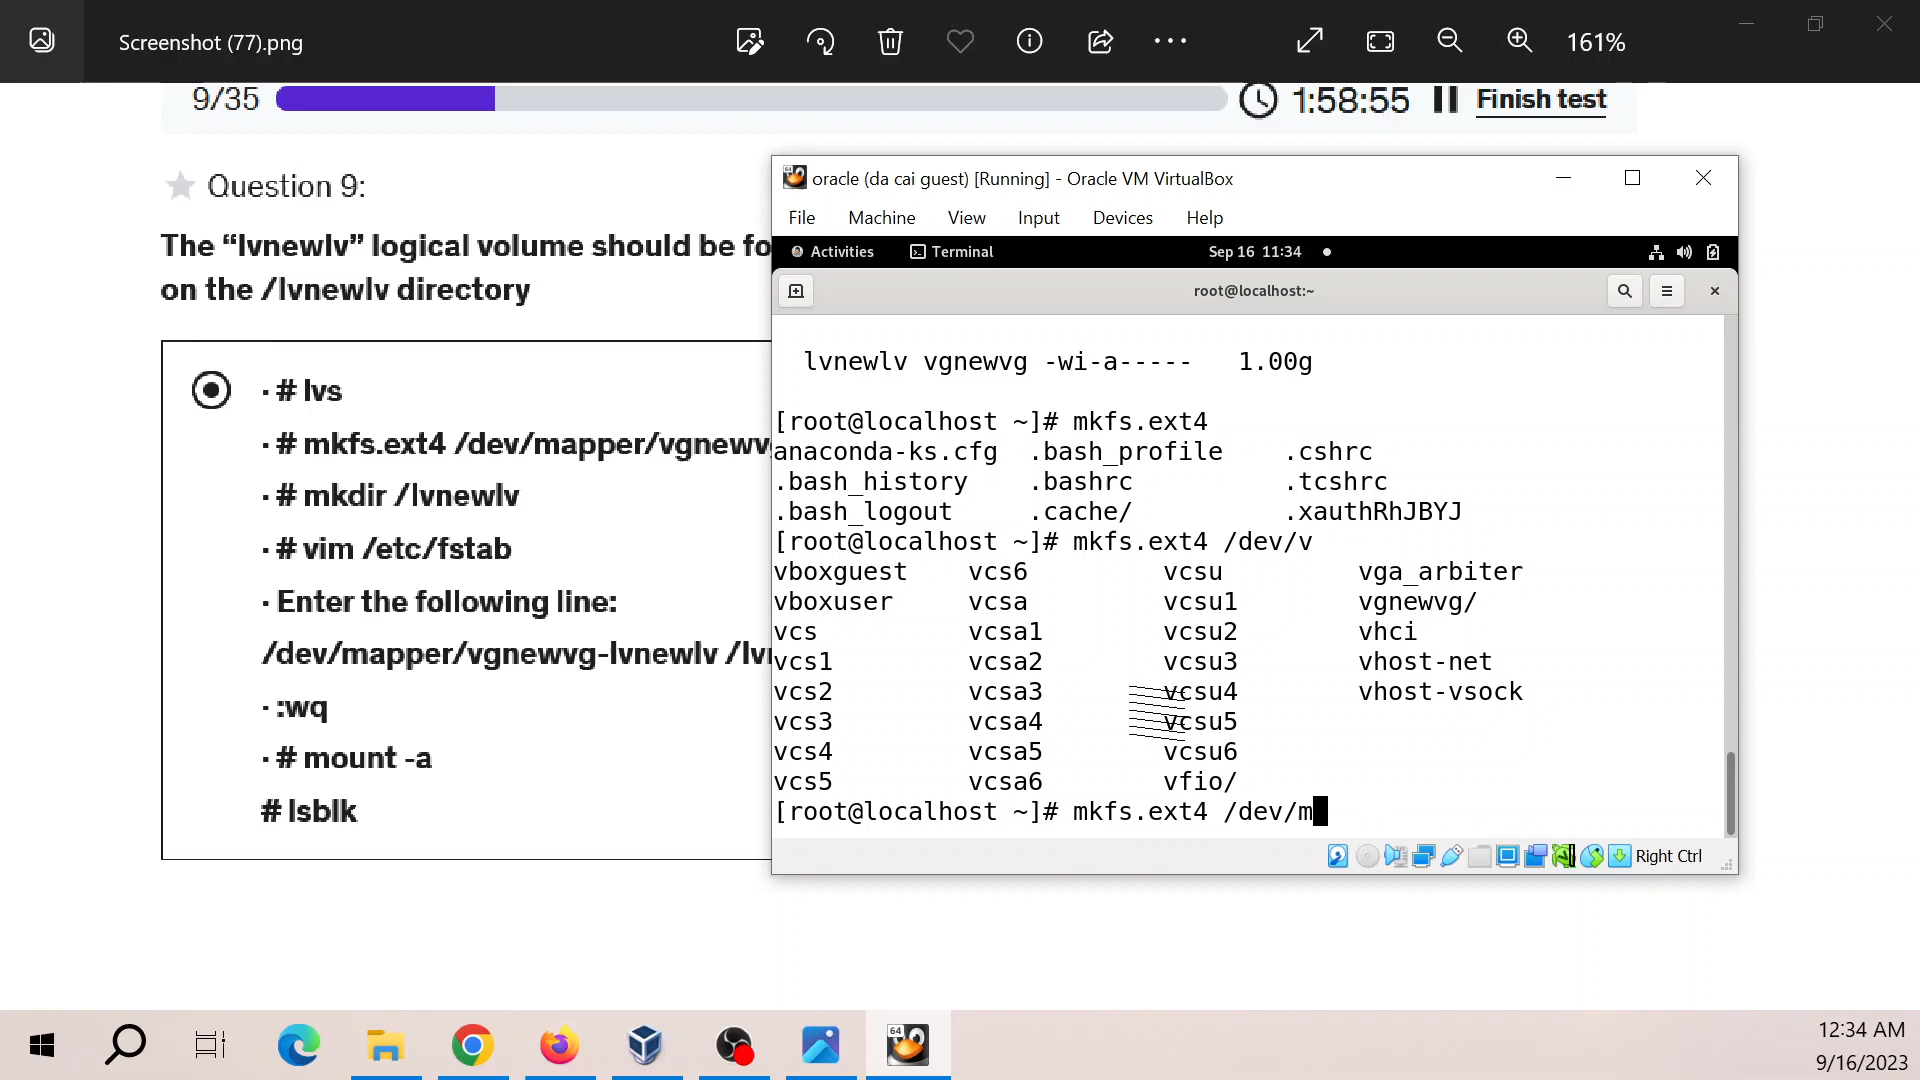 Screenshot (77).png
161%
9/35
1:58:55
Finish test
Question 9:
The “lvnewlv” logical volume should be fo
on the /lvnewlv directory
· # lvs
· # mkfs.ext4 /dev/mapper/vgnewv
· # mkdir /lvnewlv
· # vim /etc/fstab
· Enter the following line:
/dev/mapper/vgnewvg-lvnewlv /lv
· :wq
· # mount -a
# lsblk
oracle (da cai guest) [Running] - Oracle VM VirtualBox
File Machine View Input Devices Help
Activities Terminal Sep 16 11:34
root@localhost:~
lvnewlv vgnewvg -wi-a----- 1.00g
[root@localhost ~]# mkfs.ext4
anaconda-ks.cfg .bash_profile .cshrc
.bash_history .bashrc .tcshrc
.bash_logout .cache/ .xauthRhJBYJ
[root@localhost ~]# mkfs.ext4 /dev/v
vboxguest vcs6 vcsu vga_arbiter
vboxuser vcsa vcsu1 vgnewvg/
vcs vcsa1 vcsu2 vhci
vcs1 vcsa2 vcsu3 vhost-net
vcs2 vcsa3 vcsu4 vhost-vsock
vcs3 vcsa4 vcsu5
vcs4 vcsa5 vcsu6
vcs5 vcsa6 vfio/
[root@localhost ~]# mkfs.ext4 /dev/m
Right Ctrl
64
12:34 AM
9/16/2023